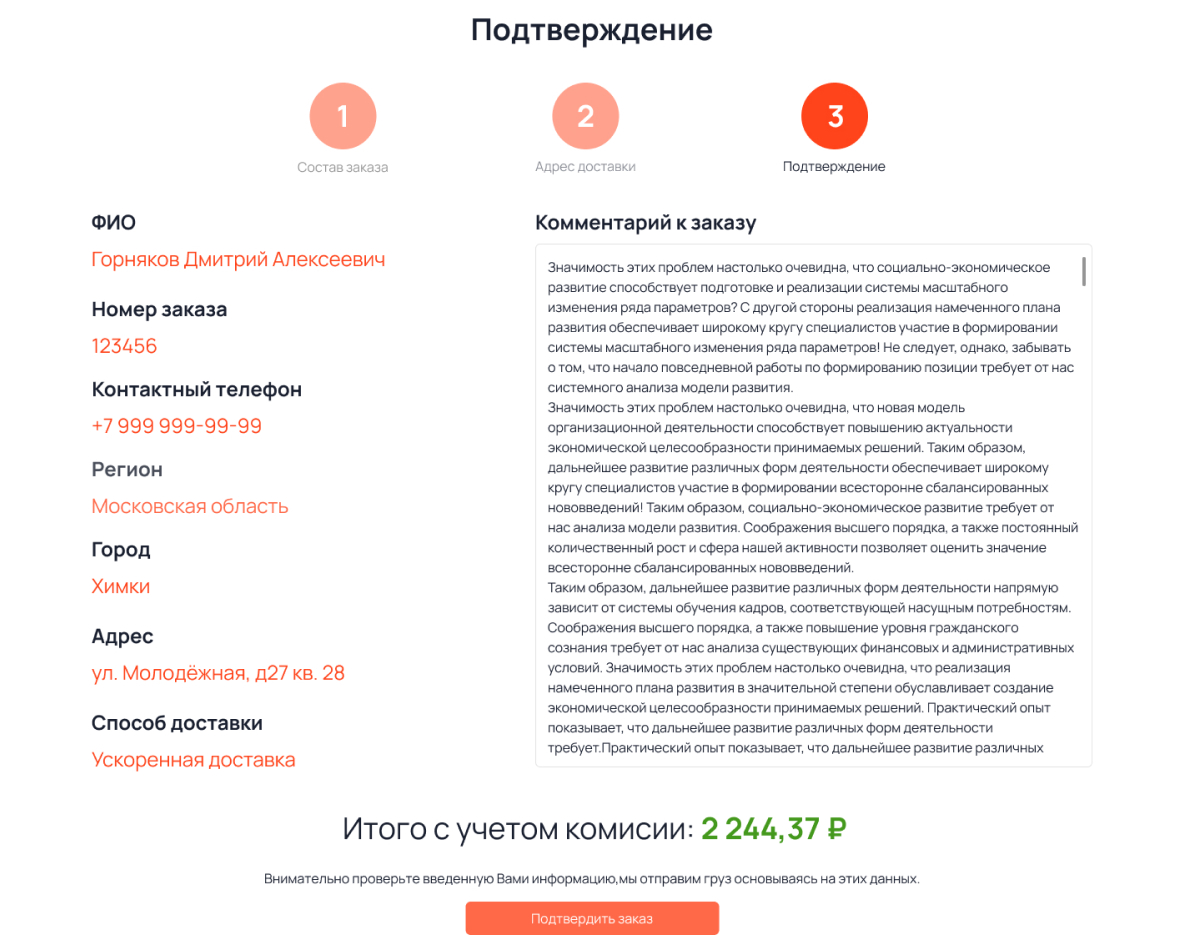 Подтверждение
1
2
3
Состав заказа
Адрес доставки
Подтверждение
ФИО
Горняков Дмитрий Алексеевич
Номер заказа
123456
Контактный телефон
+7 999 999-99-99
Регион
Московская область
Город
Химки
Адрес
ул. Молодёжная, д27 кв. 28
Способ доставки
Ускоренная доставка
Комментарий к заказу
Значимость этих проблем настолько очевидна, что социально-экономическое
развитие способствует подготовке и реализации системы масштабного
изменения ряда параметров? С другой стороны реализация намеченного плана
развития обеспечивает широкому кругу специалистов участие в формировании
системы масштабного изменения ряда параметров! Не следует, однако, забывать
о том, что начало повседневной работы по формированию позиции требует от нас
системного анализа модели развития.
Значимость этих проблем настолько очевидна, что новая модель
организационной деятельности способствует повышению актуальности
экономической целесообразности принимаемых решений. Таким образом,
дальнейшее развитие различных форм деятельности обеспечивает широкому
кругу специалистов участие в формировании всесторонне сбалансированных
нововведений! Таким образом, социально-экономическое развитие требует от
нас анализа модели развития. Соображения высшего порядка, а также постоянный
количественный рост и сфера нашей активности позволяет оценить значение
всесторонне сбалансированных нововведений.
Таким образом, дальнейшее развитие различных форм деятельности напрямую
зависит от системы обучения кадров, соответствующей насущным потребностям.
Соображения высшего порядка, а также повышение уровня гражданского
сознания требует от нас анализа существующих финансовых и административных
условий. Значимость этих проблем настолько очевидна, что реализация
намеченного плана развития в значительной степени обуславливает создание
экономической целесообразности принимаемых решений. Практический опыт
показывает, что дальнейшее развитие различных форм деятельности
требует.Практический опыт показывает, что дальнейшее развитие различных
Итого с учетом комисии: 2 244,37 ₽
Внимательно проверьте введенную Вами информацию,мы отправим груз основываясь на этих данных.
Подтвердить заказ